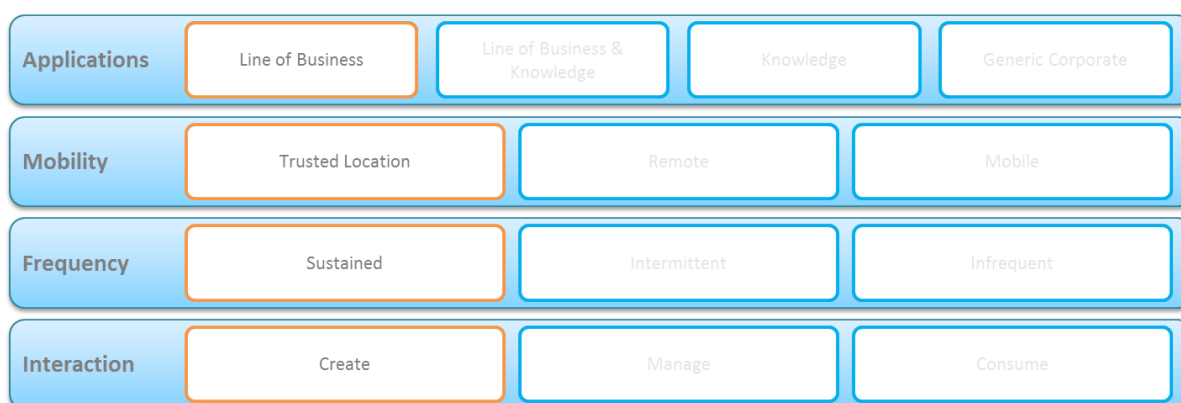 Applications
Line of Business
Line of Business &
Knowledge
Knowledge
Generic Corporate
Mobility
Trusted Location
Remote
Mobile
Frequency
Sustained
Intermittent
Infrequent
Interaction
Create
Manage
Consume